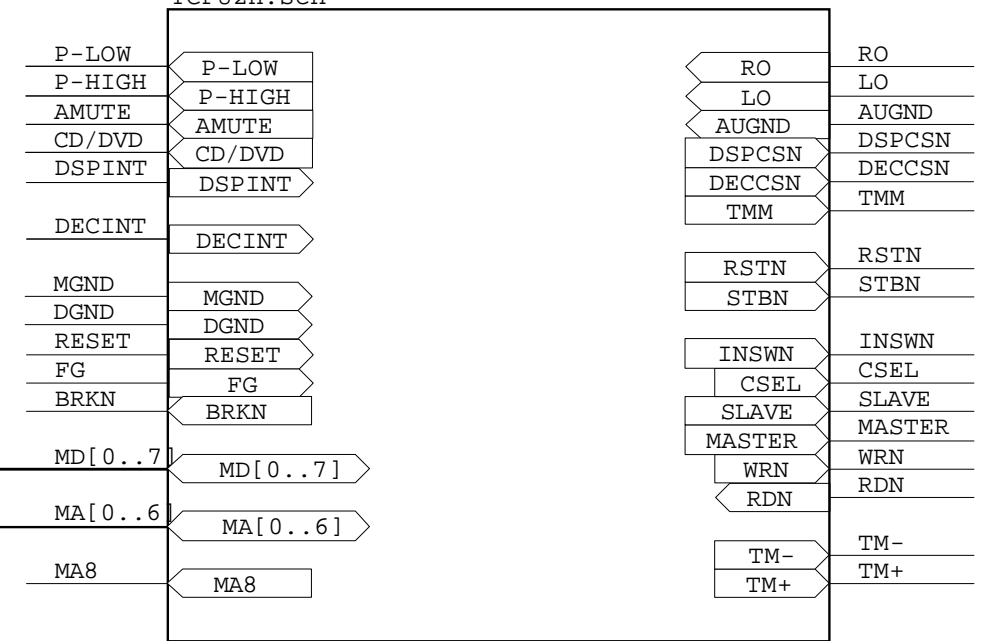 P-LOW
P-LOW
P-HIGH
P-HIGH
AMUTE
AMUTE
CD/DVD
CD/DVD
DSPINT
DSPINT
DECINT
DECINT
MGND
MGND
DGND
DGND
RESET
RESET
FG
FG
BRKN
BRKN
MD[0..7]
MD[0..7]
MA[0..6]
MA[0..6]
MA8
MA8
RO
RO
LO
LO
AUGND
AUGND
DSPCSN
DSPCSN
DECCSN
DECCSN
TMM
TMM
RSTN
RSTN
STBN
STBN
INSWN
INSWN
CSEL
CSEL
SLAVE
SLAVE
MASTER
MASTER
WRN
WRN
RDN
RDN
TM-
TM-
TM+
TM+